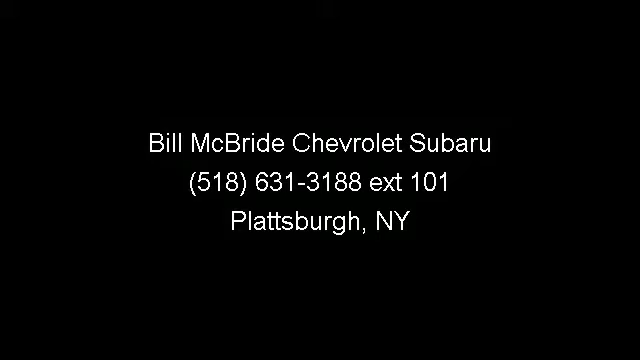 Bill McBride Chevrolet Subaru
(518) 631-3188 ext 101
Plattsburgh, NY